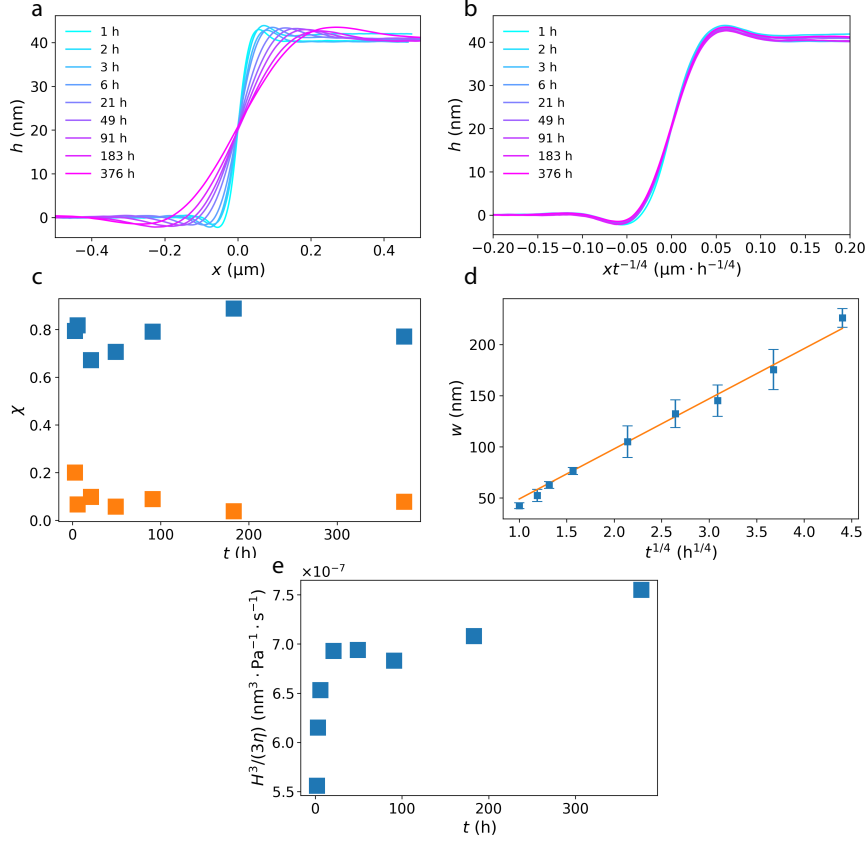 a
40
30
20
10
0
h (nm)
1 h
2 h
3 h
6 h
21 h
49 h
91 h
183 h
376 h
−0.4
−0.2
0.0
0.2
0.4
x (µm)
b
40
30
20
10
0
h (nm)
1 h
2 h
3 h
6 h
21 h
49 h
91 h
183 h
376 h
−0.20
−0.15
−0.10
−0.05
0.00
0.05
0.10
0.15
0.20
xt⁻¹/⁴ (µm · h⁻¹/⁴)
c
0.8
0.6
0.4
0.2
0.0
χ
0
100
200
300
t (h)
d
200
150
100
50
w (nm)
1.0
1.5
2.0
2.5
3.0
3.5
4.0
4.5
t¹/⁴ (h¹/⁴)
e
×10⁻⁷
7.5
7.0
6.5
6.0
5.5
H³/(3η) (nm³ · Pa⁻¹ · s⁻¹)
0
100
200
300
t (h)